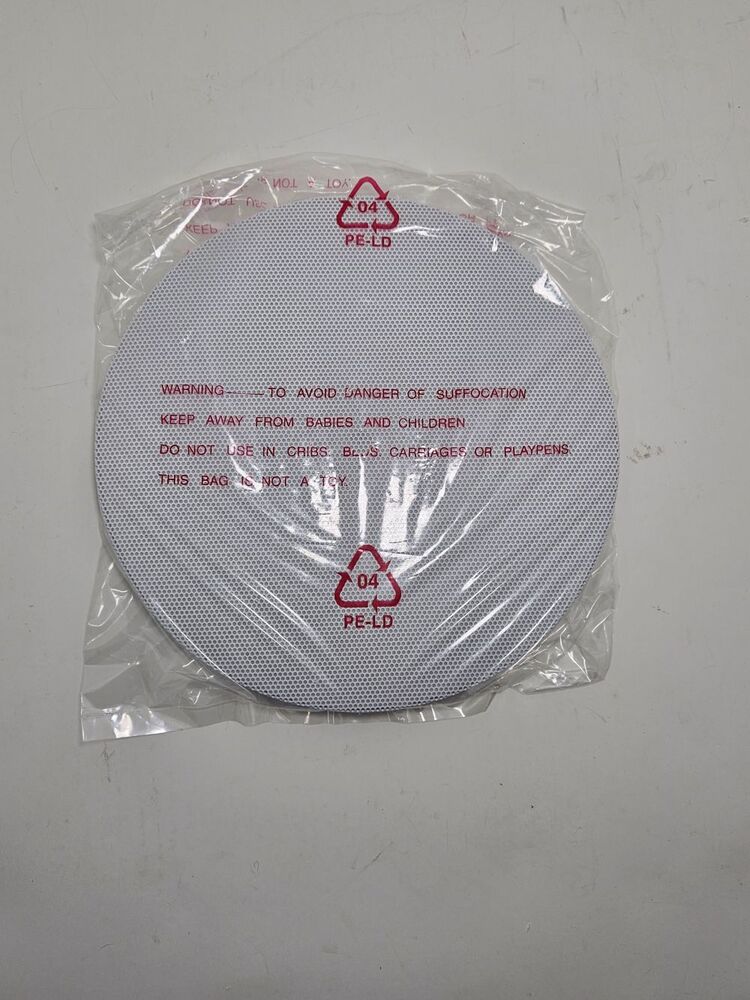 04
PE-LD
WARNING——— TO AVOID DANGER OF SUFFOCATION
KEEP AWAY FROM BABIES AND CHILDREN
DO NOT USE IN CRIBS. BEDS. CARRIAGES OR PLAYPENS.
THIS BAG IS NOT A TOY.
04
PE-LD